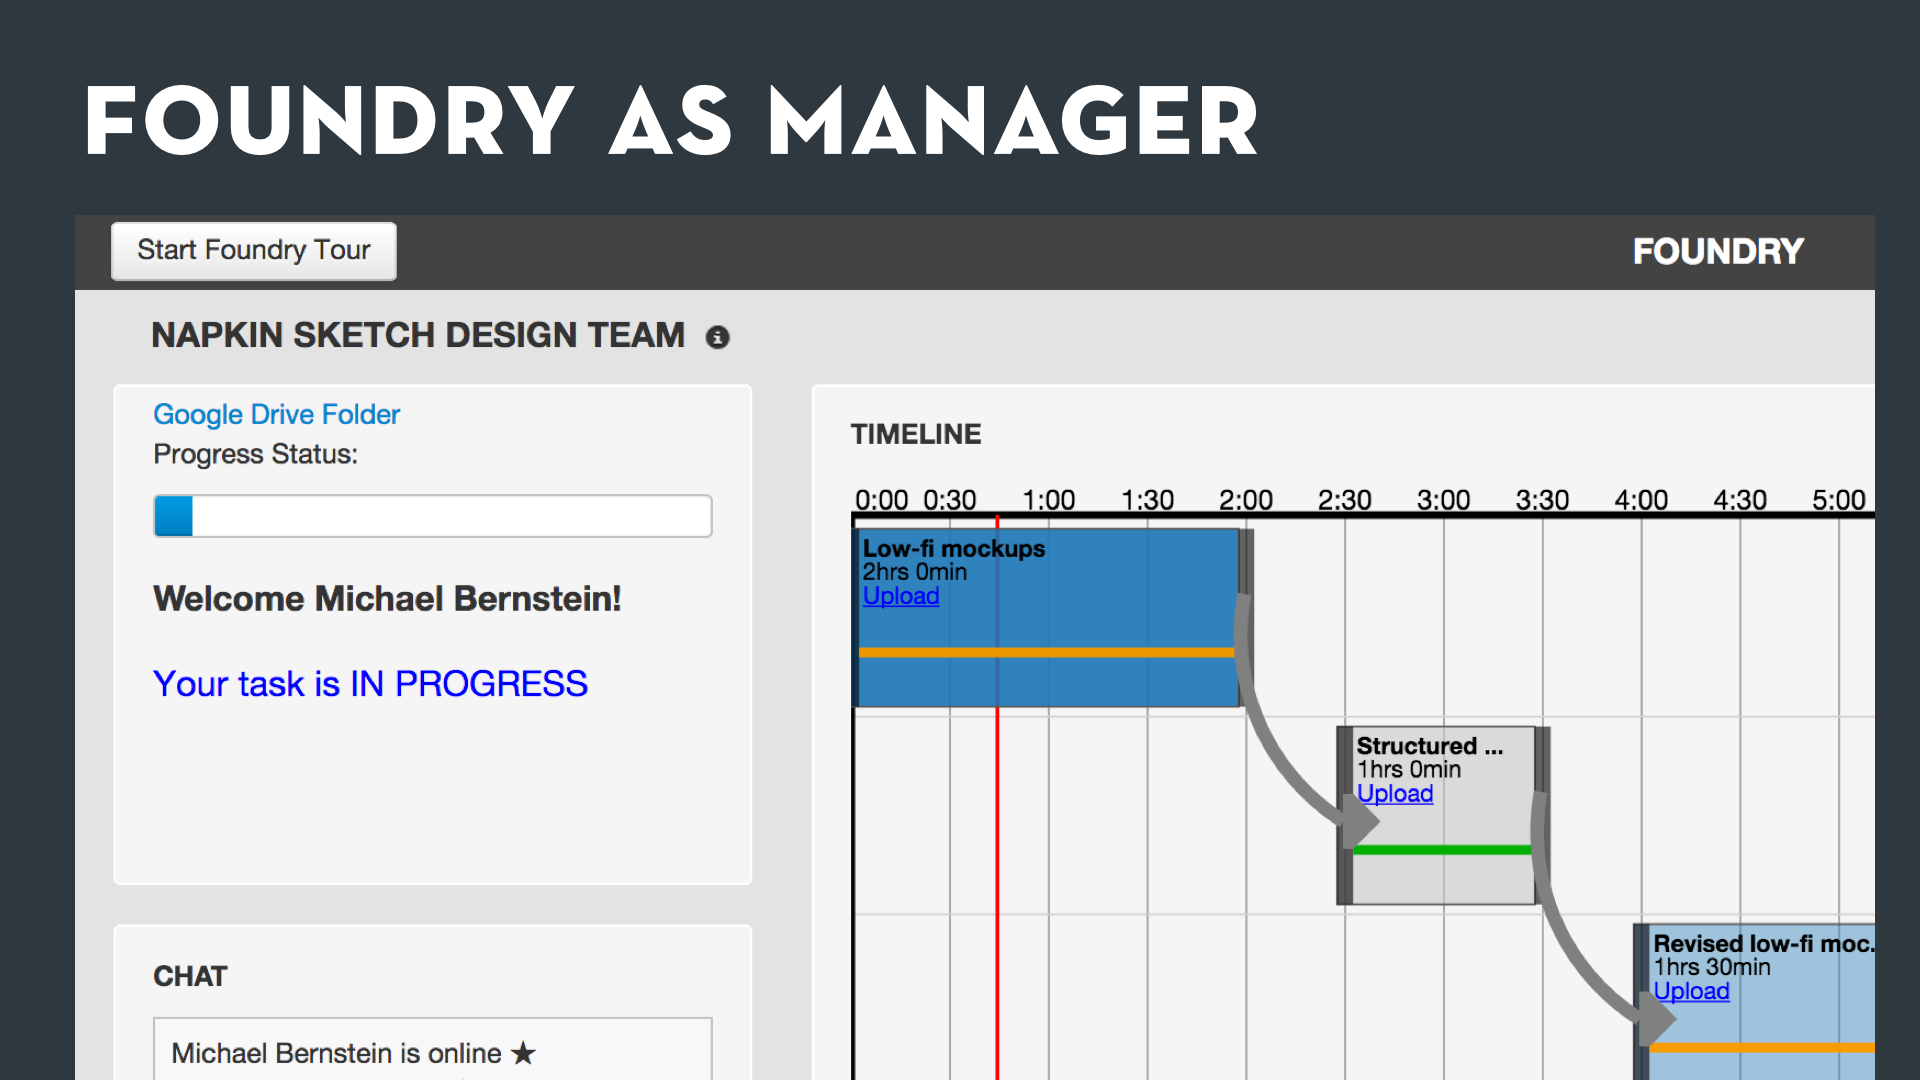 FOUNDRY AS MANAGER
Start Foundry Tour
FOUNDRY
NAPKIN SKETCH DESIGN TEAM
Google Drive Folder
Progress Status:
Welcome Michael Bernstein!
Your task is IN PROGRESS
CHAT
Michael Bernstein is online ★
TIMELINE
0:00 0:30 1:00 1:30 2:00 2:30 3:00 3:30 4:00 4:30 5:00
Low-fi mockups
2hrs 0min
Upload
Structured ...
1hrs 0min
Upload
Revised low-fi moc.
1hrs 30min
Upload